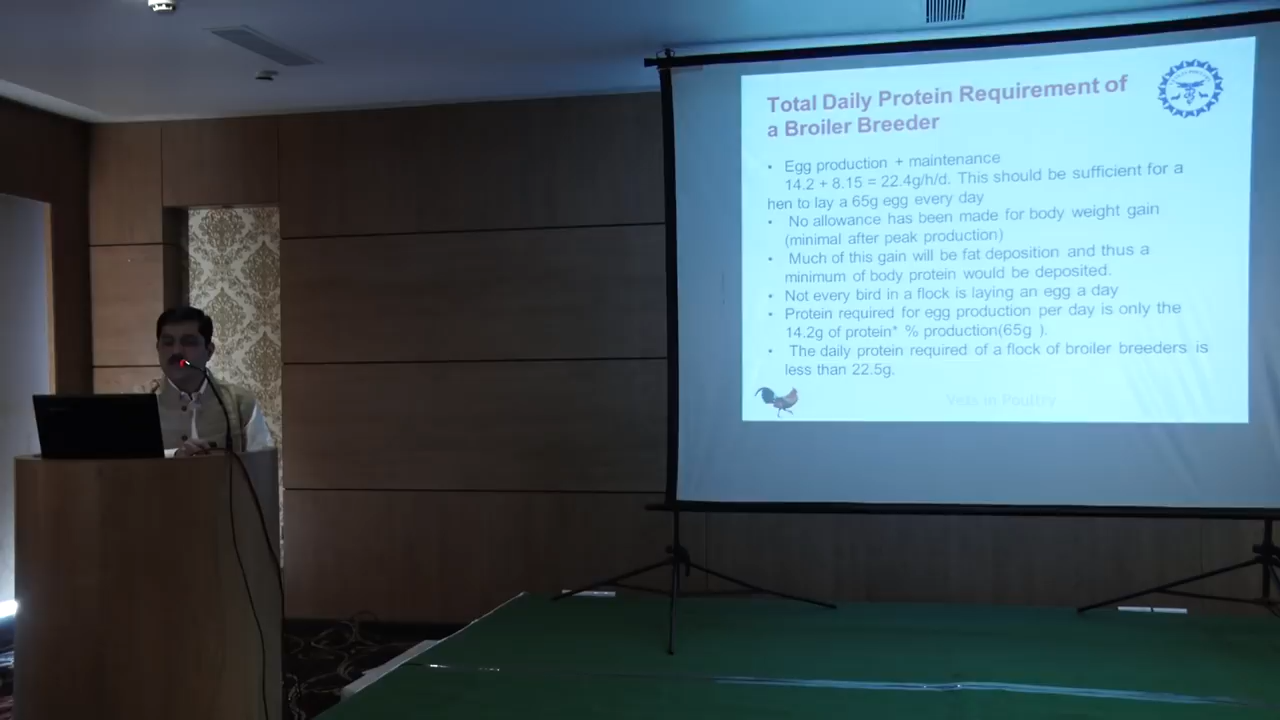 Total Daily Protein Requirement of
a Broiler Breeder
• Egg production + maintenance
14.2 + 8.15 = 22.4g/h/d. This should be sufficient for a
hen to lay a 65g egg every day
• No allowance has been made for body weight gain
(minimal after peak production)
• Much of this gain will be fat deposition and thus a
minimum of body protein would be deposited.
• Not every bird in a flock is laying an egg a day
• Protein required for egg production per day is only the
14.2g of protein* % production(65g ).
• The daily protein required of a flock of broiler breeders is
less than 22.5g.
Vets in Poultry